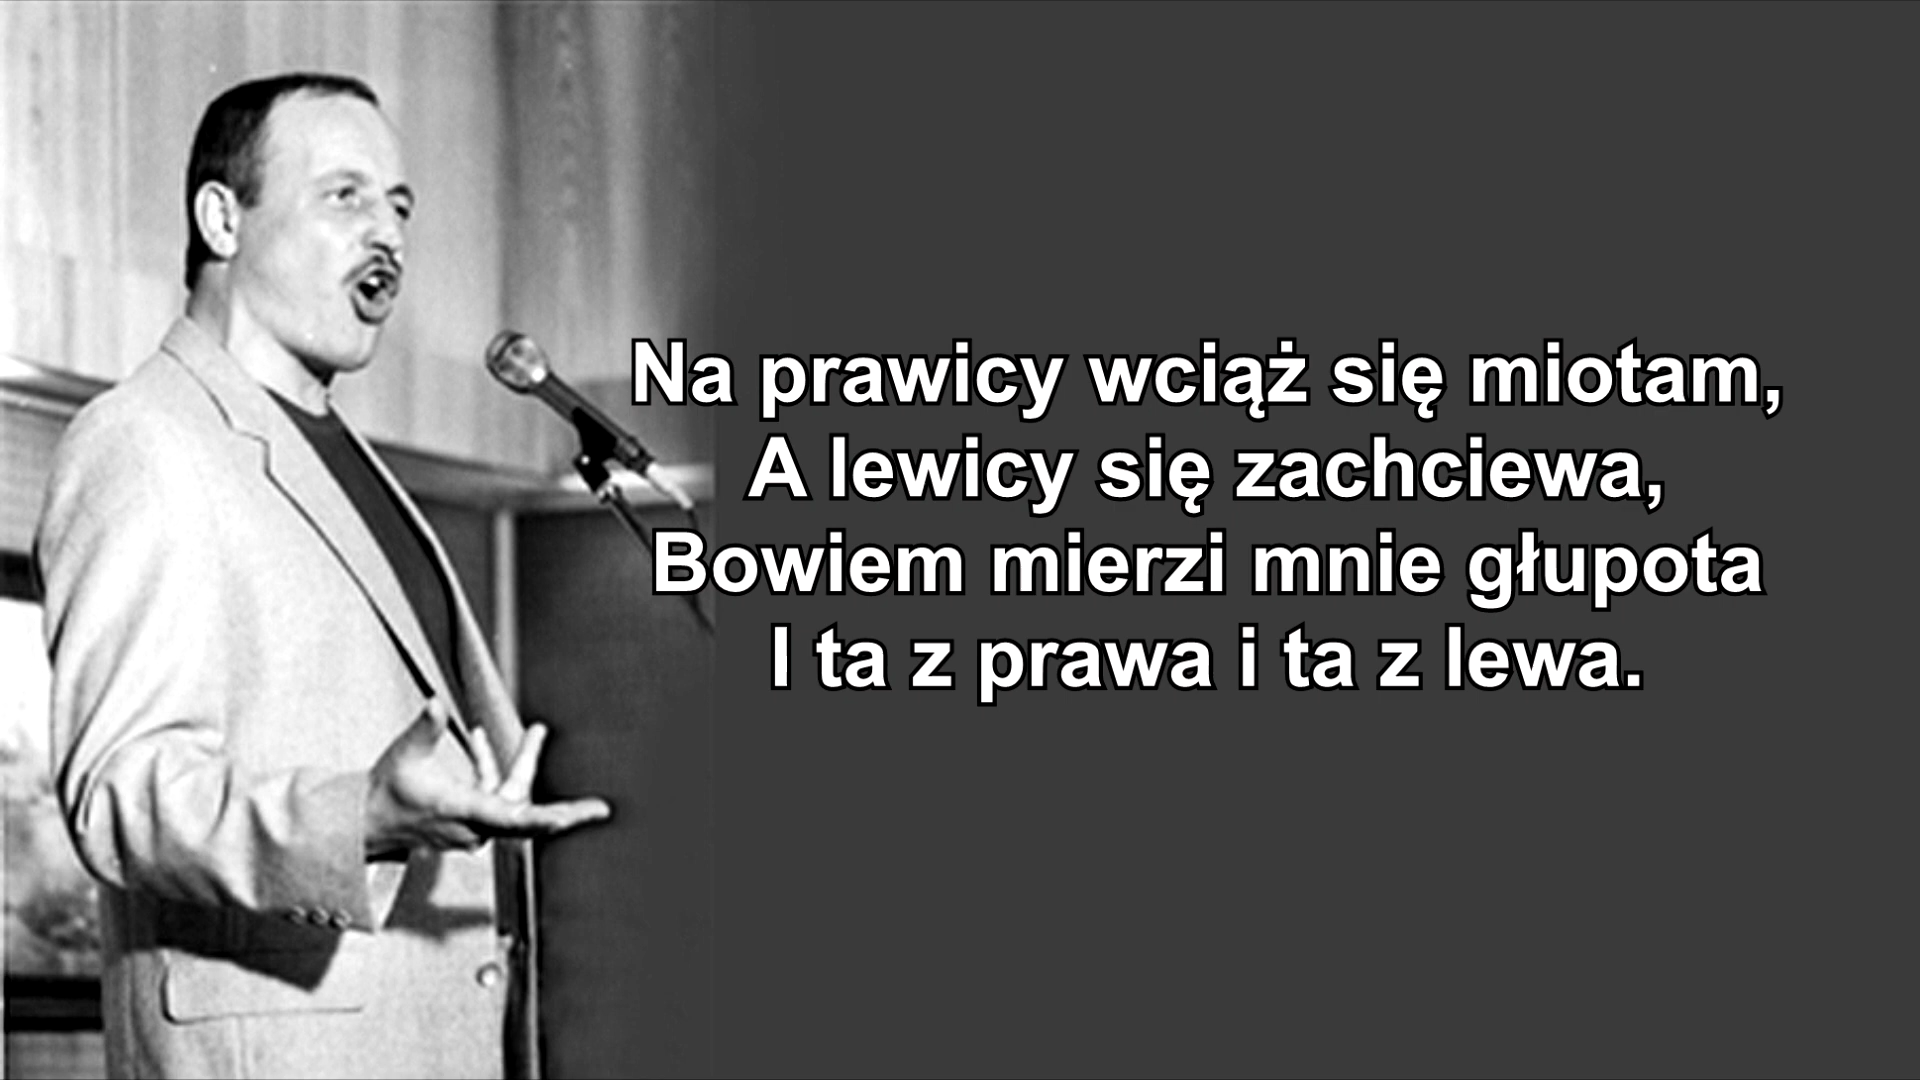 Na prawicy wciąż się miotam,
A lewicy się zachciewa,
Bowiem mierzi mnie głupota
I ta z prawa i ta z lewa.